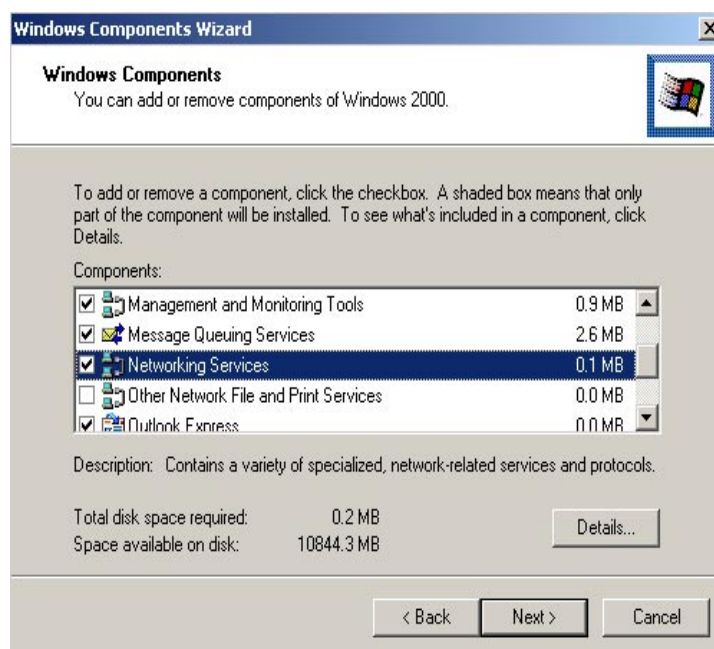 Windows Components Wizard
Windows Components
You can add or remove components of Windows 2000.
To add or remove a component, click the checkbox. A shaded box means that only
part of the component will be installed. To see what's included in a component, click
Details.
Components:
Management and Monitoring Tools 0.9 MB
Message Queuing Services 2.6 MB
Networking Services 0.1 MB
Other Network File and Print Services 0.0 MB
Outlook Express 0.0 MB
Description: Contains a variety of specialized, network-related services and protocols.
Total disk space required: 0.2 MB
Space available on disk: 10844.3 MB
Details...
< Back Next > Cancel